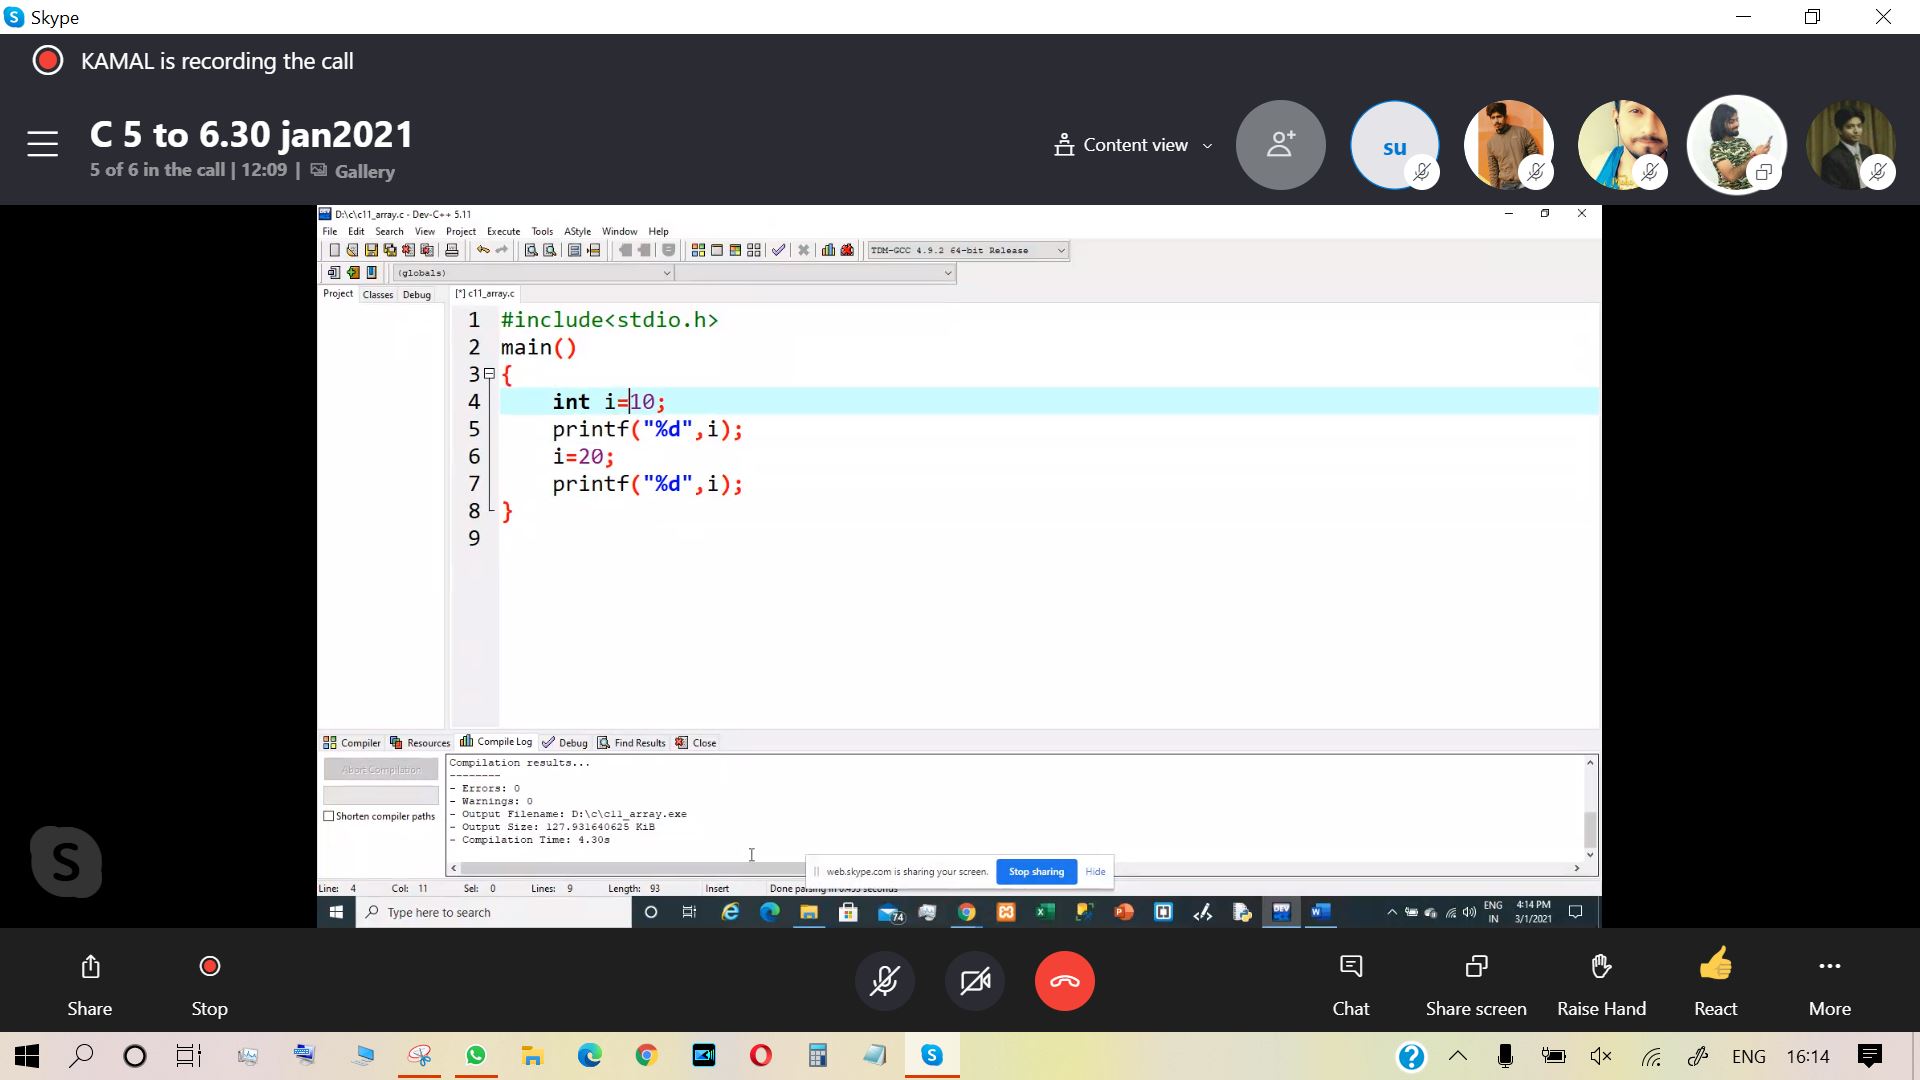 Skype
KAMAL is recording the call
C 5 to 6.30 jan2021
5 of 6 in the call | 12:09 | Gallery
Content view
su
D:\c\c11_array.c - Dev-C++ 5.11
File Edit Search View Project Execute Tools AStyle Window Help
TDM-GCC 4.9.2 64-bit Release
(globals)
Project Classes Debug
[*] c11_array.c
1 #include<stdio.h>
2 main()
3 {
4 int i=10;
5 printf("%d",i);
6 i=20;
7 printf("%d",i);
8 }
9
Compiler Resources Compile Log Debug Find Results Close
Abort Compilation
Shorten compiler paths
Compilation results...
--------
- Errors: 0
- Warnings: 0
- Output Filename: D:\c\c11_array.exe
- Output Size: 127.931640625 KiB
- Compilation Time: 4.30s
web.skype.com is sharing your screen. Stop sharing Hide
Line: 4 Col: 11 Sel: 0 Lines: 9 Length: 93 Insert Done parsing in 0.453 seconds
Type here to search
74
ENG
IN
4:14 PM
3/1/2021
Share
Stop
Chat
Share screen
Raise Hand
React
More
ENG 16:14